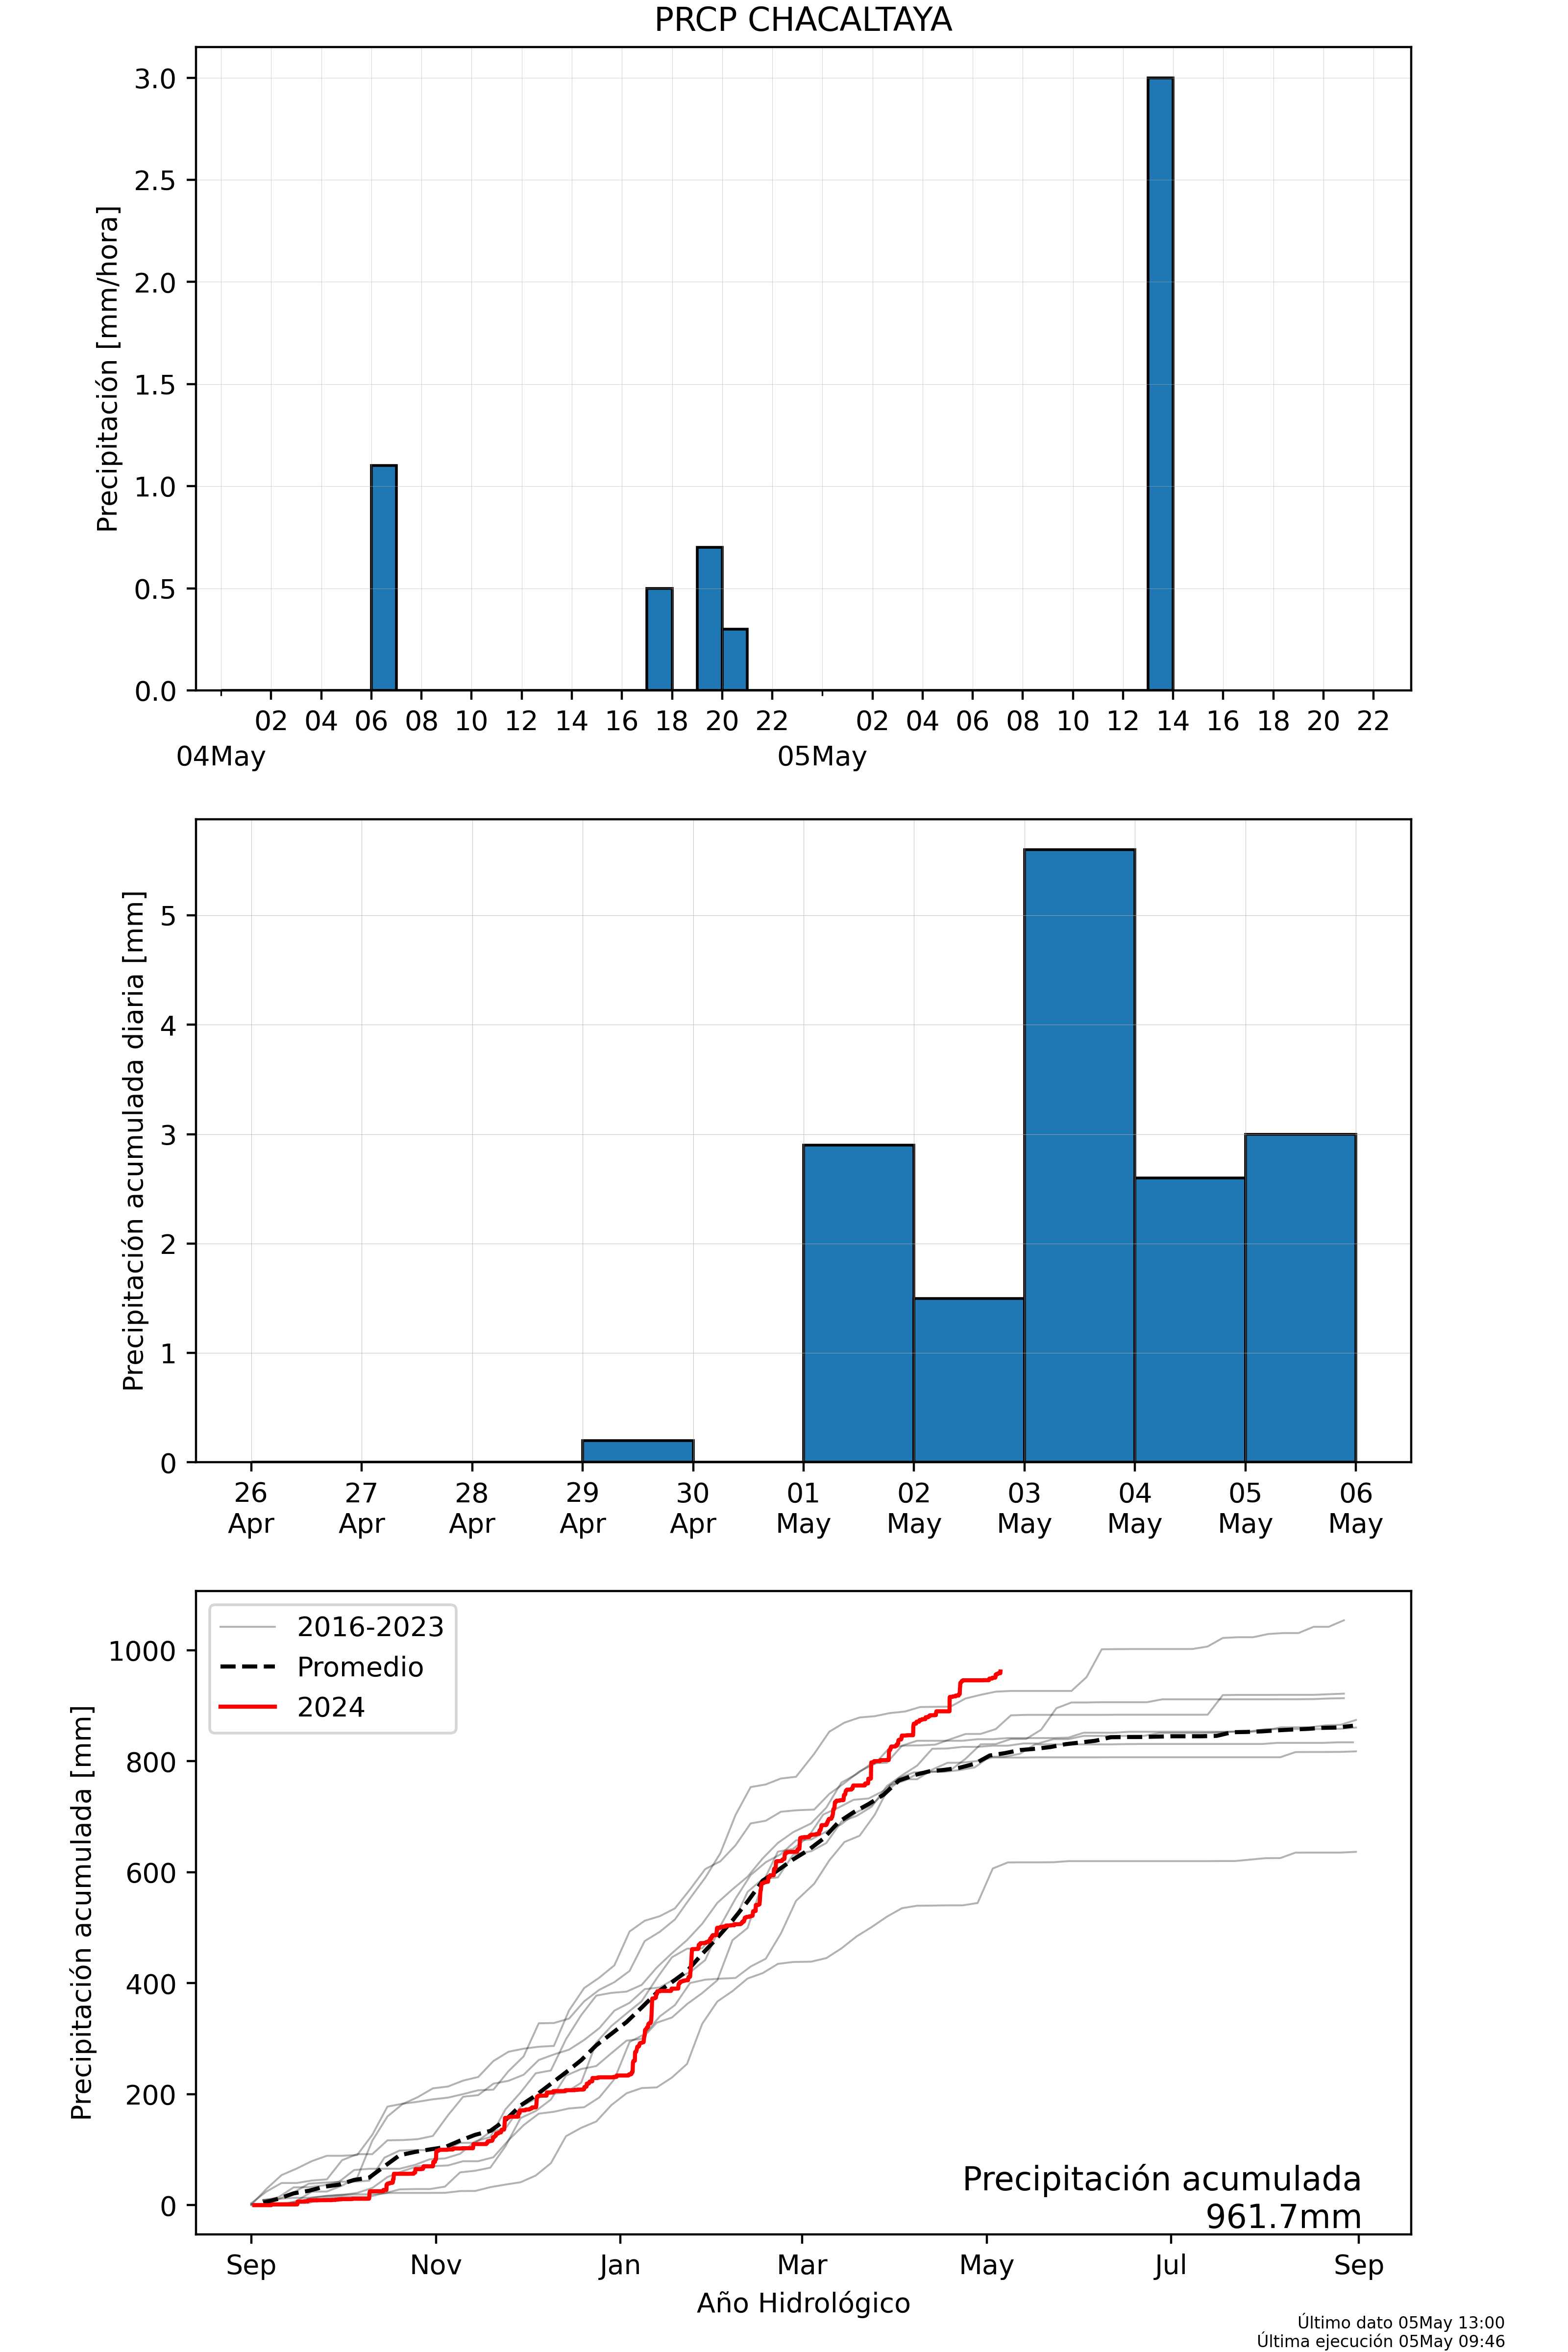 PRCP CHACALTAYA
Precipitación [mm/hora]
3.0
2.5
2.0
1.5
1.0
0.5
0.0
02 04 06 08 10 12 14 16 18 20 22 02 04 06 08 10 12 14 16 18 20 22
04May 05May
Precipitación acumulada diaria [mm]
5
4
3
2
1
0
26 27 28 29 30 01 02 03 04 05 06
Apr Apr Apr Apr Apr May May May May May May
Precipitación acumulada [mm]
2016-2023
Promedio
2024
1000
800
600
400
200
0
Precipitación acumulada
961.7mm
Sep Nov Jan Mar May Jul Sep
Año Hidrológico
Último dato 05May 13:00
Última ejecución 05May 09:46